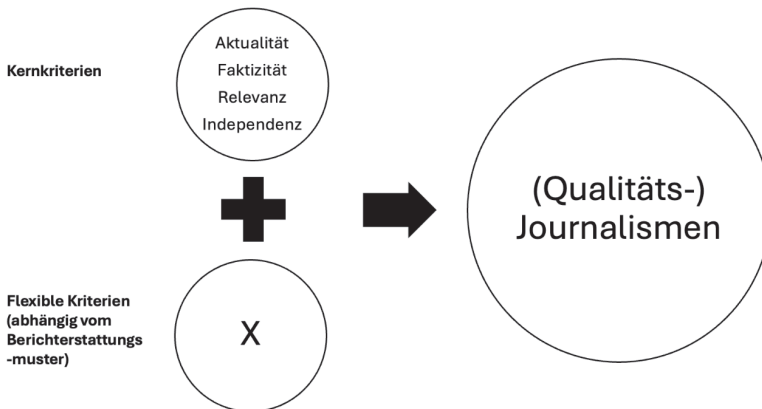 Kernkriterien
Aktualität
Faktizität
Relevanz
Independenz
(Qualitäts-)
Journalismen
Flexible Kriterien
(abhängig vom
Berichterstattungs
-muster)
X